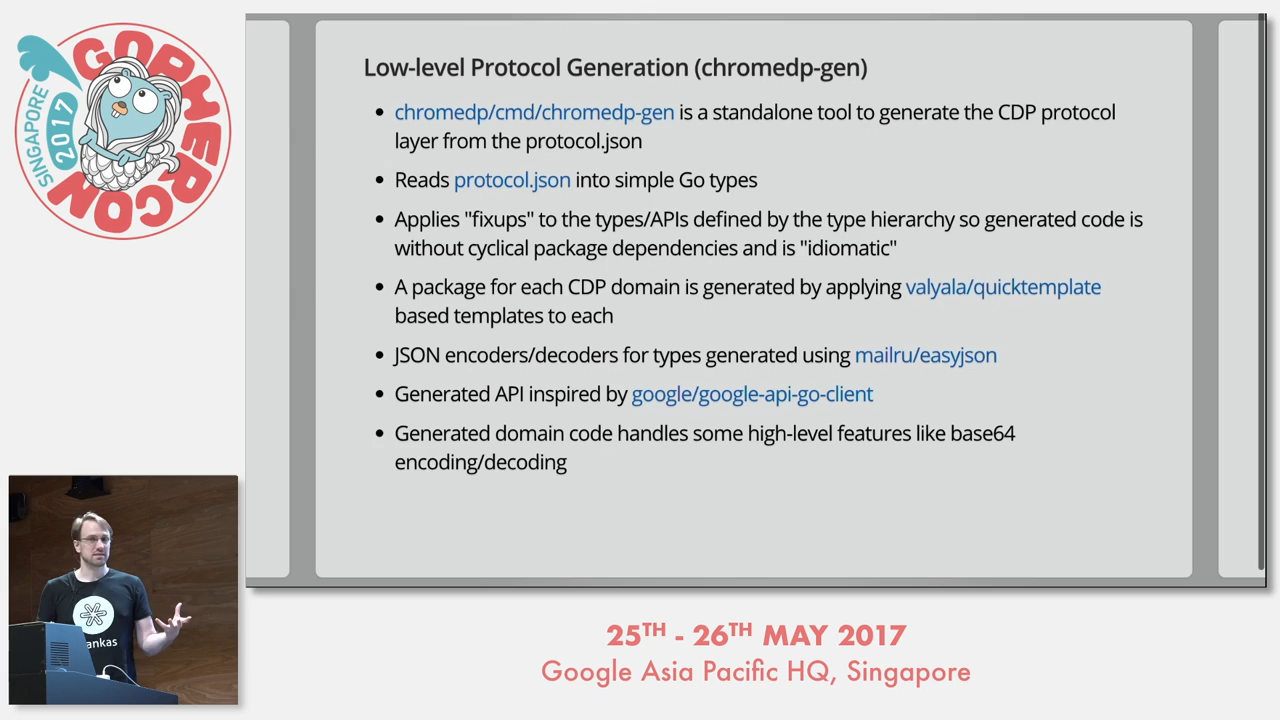 GOPHERCON
SINGAPORE
2017
Low-level Protocol Generation (chromedp-gen)
• chromedp/cmd/chromedp-gen is a standalone tool to generate the CDP protocol
layer from the protocol.json
• Reads protocol.json into simple Go types
• Applies "fixups" to the types/APIs defined by the type hierarchy so generated code is
without cyclical package dependencies and is "idiomatic"
• A package for each CDP domain is generated by applying valyala/quicktemplate
based templates to each
• JSON encoders/decoders for types generated using mailru/easyjson
• Generated API inspired by google/google-api-go-client
• Generated domain code handles some high-level features like base64
encoding/decoding
25TH - 26TH MAY 2017
Google Asia Pacific HQ, Singapore